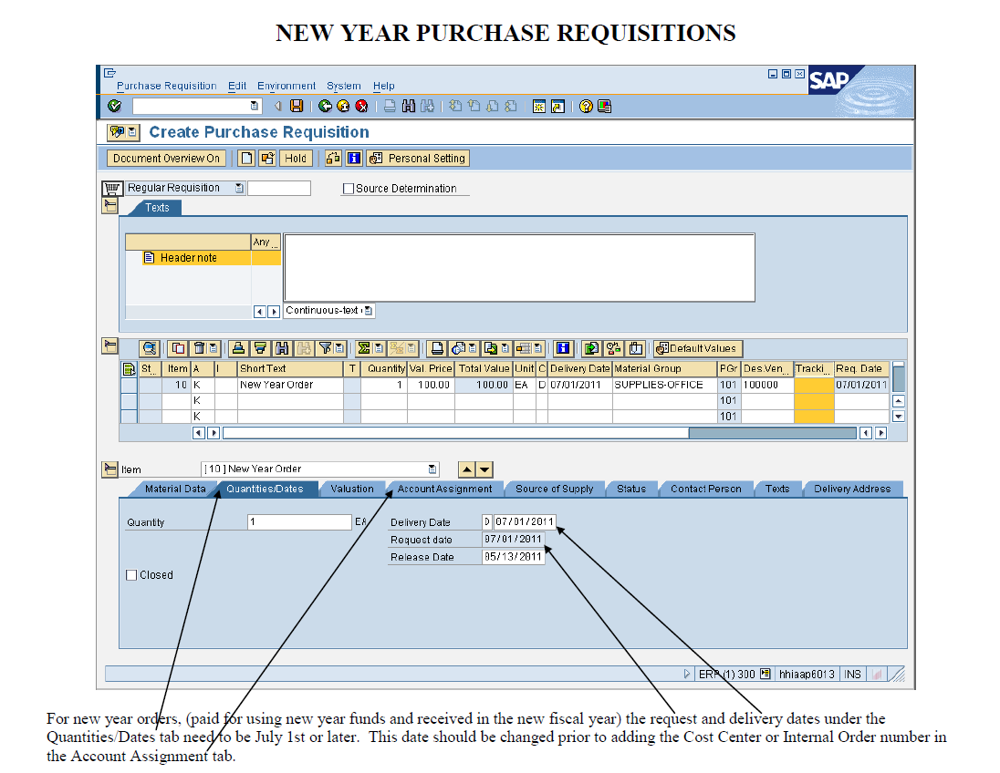 NEW YEAR PURCHASE REQUISITIONS
Purchase Requisition Edit Environment System Help
SAP
Create Purchase Requisition
Document Overview On Hold Personal Setting
Regular Requisition Source Determination
Texts
Any ...
Header note
Continuous-text
Default Values
St... Item A I Short Text T Quantity Val. Price Total Value Unit C Delivery Date Material Group PGr Des.Ven... Tracki... Req. Date
10 K New Year Order 1 100.00 100.00 EA D 07/01/2011 SUPPLIES-OFFICE 101 100000 07/01/2011
K 101
K 101
Item [ 10 ] New Year Order
Material Data Quantities/Dates Valuation Account Assignment Source of Supply Status Contact Person Texts Delivery Address
Quantity 1 EA Delivery Date D 07/01/2011
Request date 07/01/2011
Release Date 05/13/2011
Closed
ERP (1) 300 hhiaap6013 INS
For new year orders, (paid for using new year funds and received in the new fiscal year) the request and delivery dates under the
Quantities/Dates tab need to be July 1st or later. This date should be changed prior to adding the Cost Center or Internal Order number in
the Account Assignment tab.